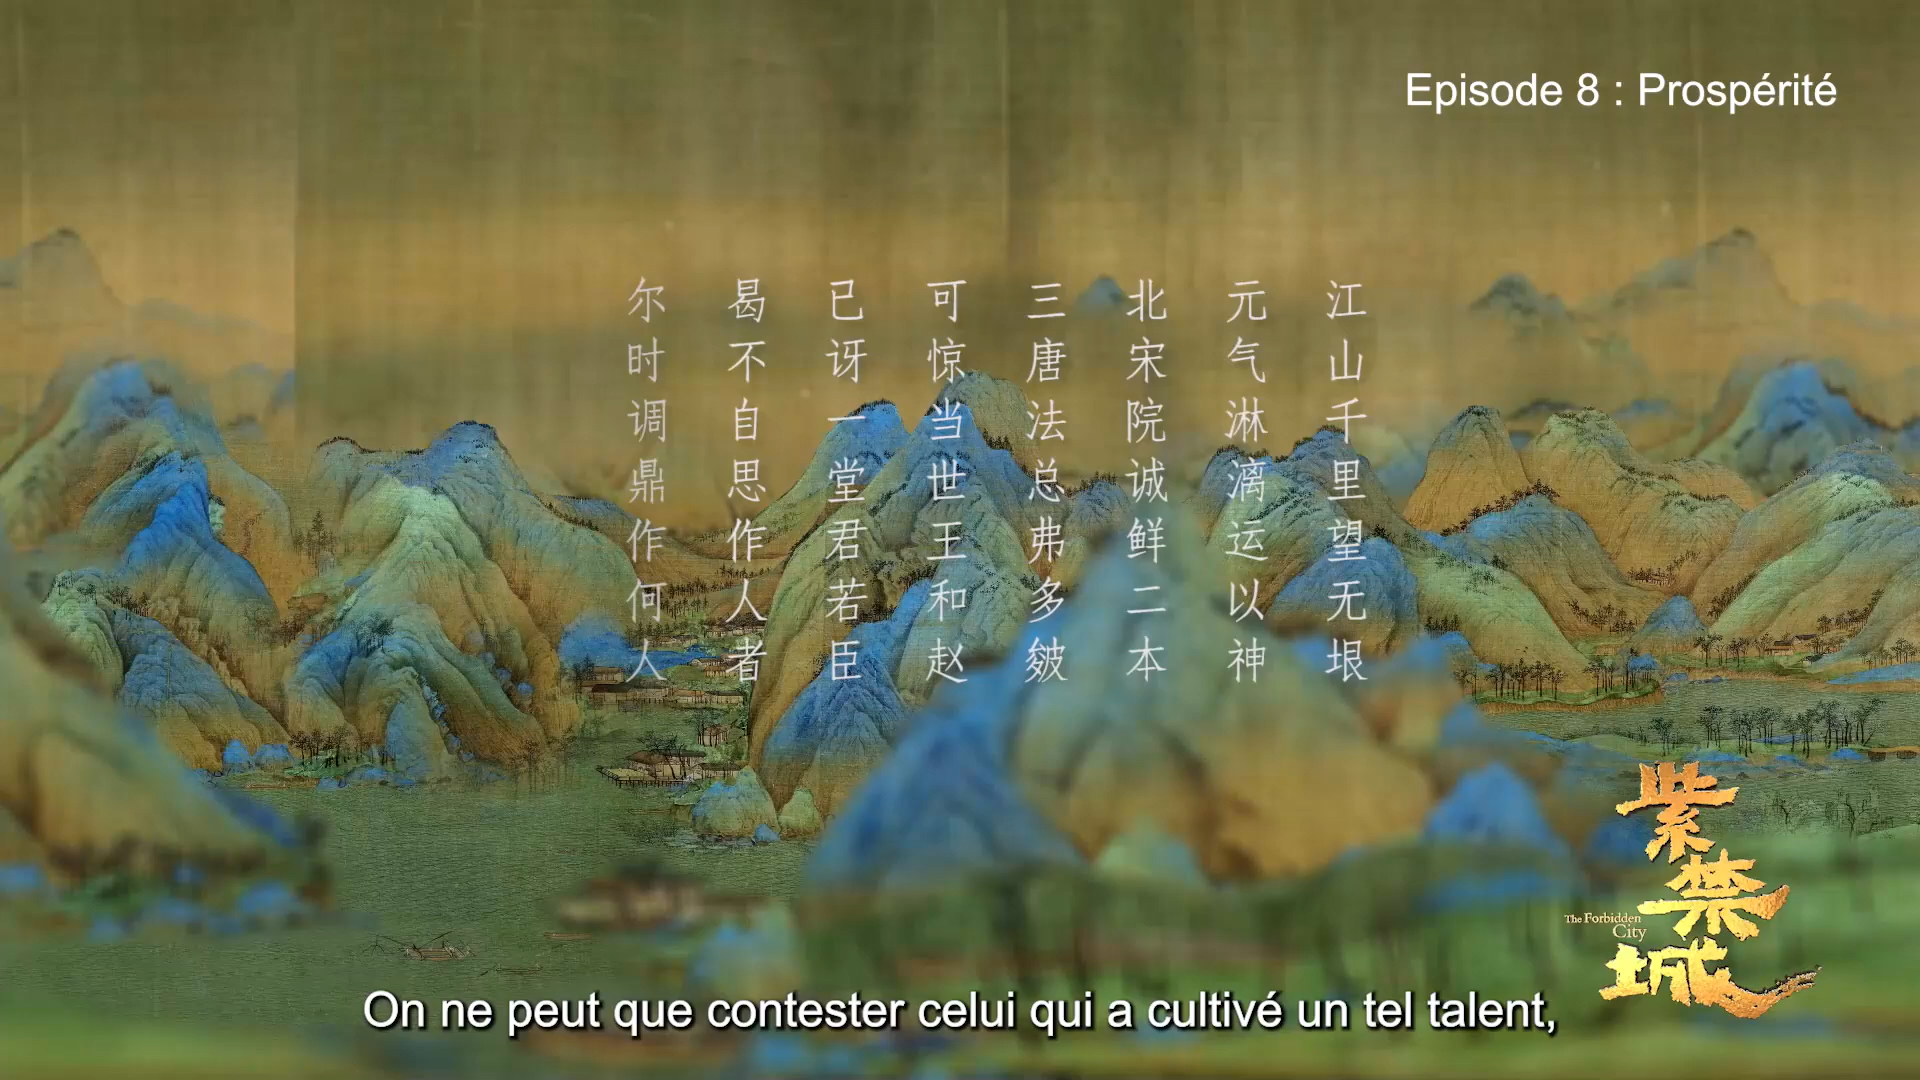 Episode 8 : Prospérité
江山千里望无垠
元气淋漓运以神
北宋院诚鲜二本
三唐法总弗多皴
可惊当世王和赵
已讶一堂君若臣
曷不自思作人者
尔时调鼎作何人
紫禁城
The Forbidden
City
On ne peut que contester celui qui a cultivé un tel talent,